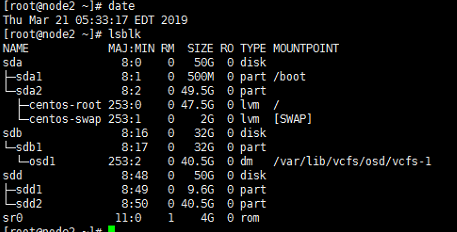 [root@node2 ~]# date
Thu Mar 21 05:33:17 EDT 2019
[root@node2 ~]# lsblk
NAME MAJ:MIN RM SIZE RO TYPE MOUNTPOINT
sda 8:0 0 50G 0 disk
├─sda1 8:1 0 500M 0 part /boot
└─sda2 8:2 0 49.5G 0 part
  ├─centos-root 253:0 0 47.5G 0 lvm /
  └─centos-swap 253:1 0 2G 0 lvm [SWAP]
sdb 8:16 0 32G 0 disk
└─sdb1 8:17 0 32G 0 part
  └─osd1 253:2 0 40.5G 0 dm /var/lib/vcfs/osd/vcfs-1
sdd 8:48 0 50G 0 disk
├─sdd1 8:49 0 9.6G 0 part
└─sdd2 8:50 0 40.5G 0 part
sr0 11:0 1 4G 0 rom
[root@node2 ~]#